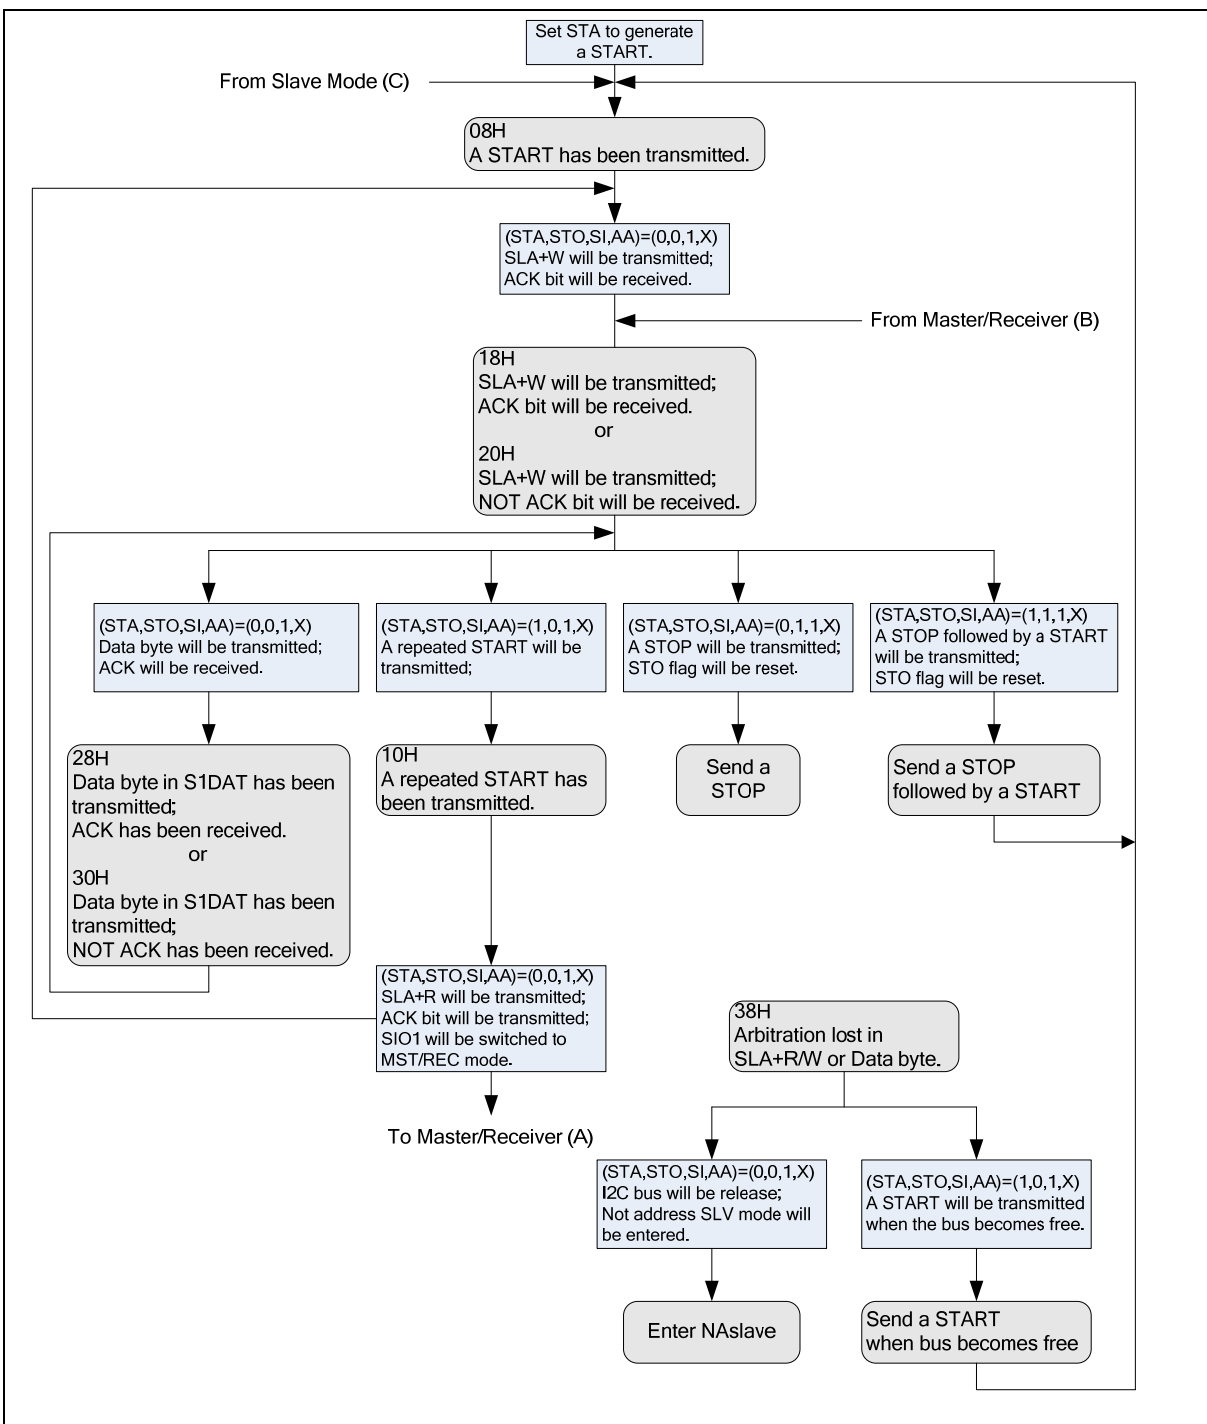 Set STA to generate
a START.
From Slave Mode (C)
08H
A START has been transmitted.
(STA,STO,SI,AA)=(0,0,1,X)
SLA+W will be transmitted;
ACK bit will be received.
From Master/Receiver (B)
18H
SLA+W will be transmitted;
ACK bit will be received.
or
20H
SLA+W will be transmitted;
NOT ACK bit will be received.
(STA,STO,SI,AA)=(0,0,1,X)
Data byte will be transmitted;
ACK will be received.
(STA,STO,SI,AA)=(1,0,1,X)
A repeated START will be
transmitted;
(STA,STO,SI,AA)=(0,1,1,X)
A STOP will be transmitted;
STO flag will be reset.
(STA,STO,SI,AA)=(1,1,1,X)
A STOP followed by a START
will be transmitted;
STO flag will be reset.
28H
Data byte in S1DAT has been
transmitted;
ACK has been received.
or
30H
Data byte in S1DAT has been
transmitted;
NOT ACK has been received.
10H
A repeated START has
been transmitted.
Send a
STOP
Send a STOP
followed by a START
(STA,STO,SI,AA)=(0,0,1,X)
SLA+R will be transmitted;
ACK bit will be transmitted;
SIO1 will be switched to
MST/REC mode.
To Master/Receiver (A)
38H
Arbitration lost in
SLA+R/W or Data byte.
(STA,STO,SI,AA)=(0,0,1,X)
I2C bus will be release;
Not address SLV mode will
be entered.
(STA,STO,SI,AA)=(1,0,1,X)
A START will be transmitted
when the bus becomes free.
Enter NAslave
Send a START
when bus becomes free